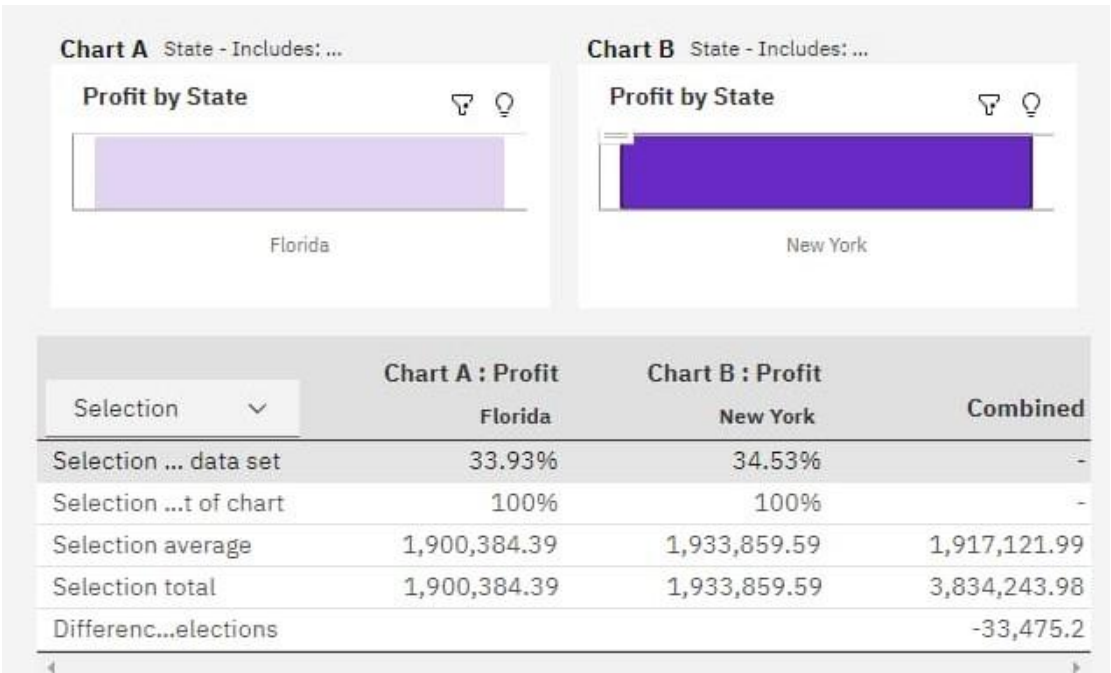 Chart A State - Includes: ... Chart B State - Includes: ...
Profit by State Profit by State
Florida New York
Chart A : Profit Chart B : Profit
Selection Florida New York Combined
Selection ... data set 33.93% 34.53% -
Selection ...t of chart 100% 100% -
Selection average 1,900,384.39 1,933,859.59 1,917,121.99
Selection total 1,900,384.39 1,933,859.59 3,834,243.98
Differenc...elections -33,475.2